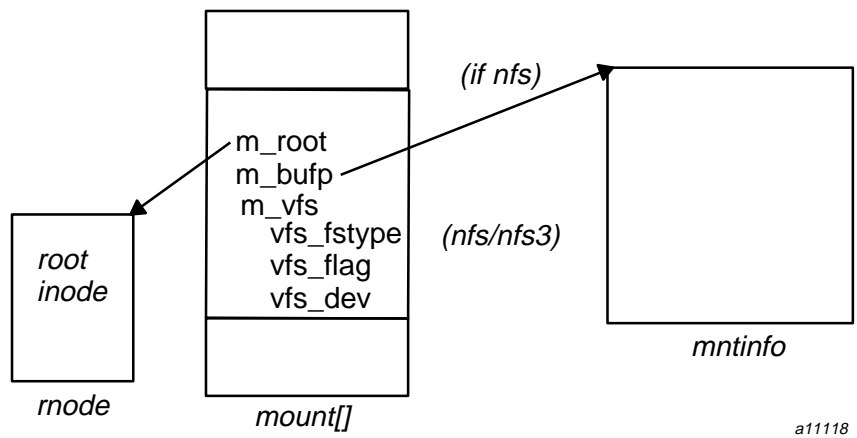 (if nfs)
m_root
m_bufp
m_vfs
vfs_fstype
(nfs/nfs3)
vfs_flag
vfs_dev
root
inode
mntinfo
rnode
mount[]
a11118